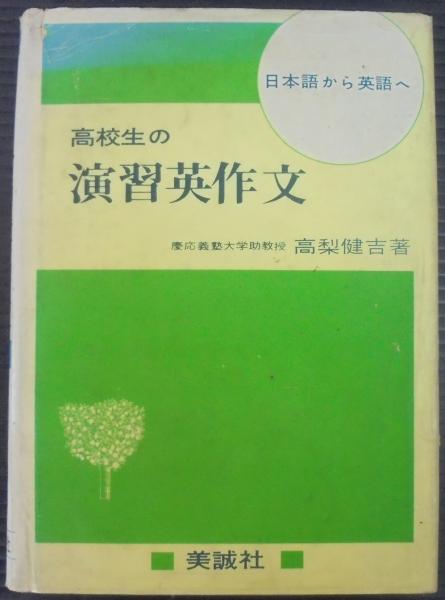 日本語から英語へ
高校生の
演習英作文
慶応義塾大学助教授 高梨健吉著
美誠社